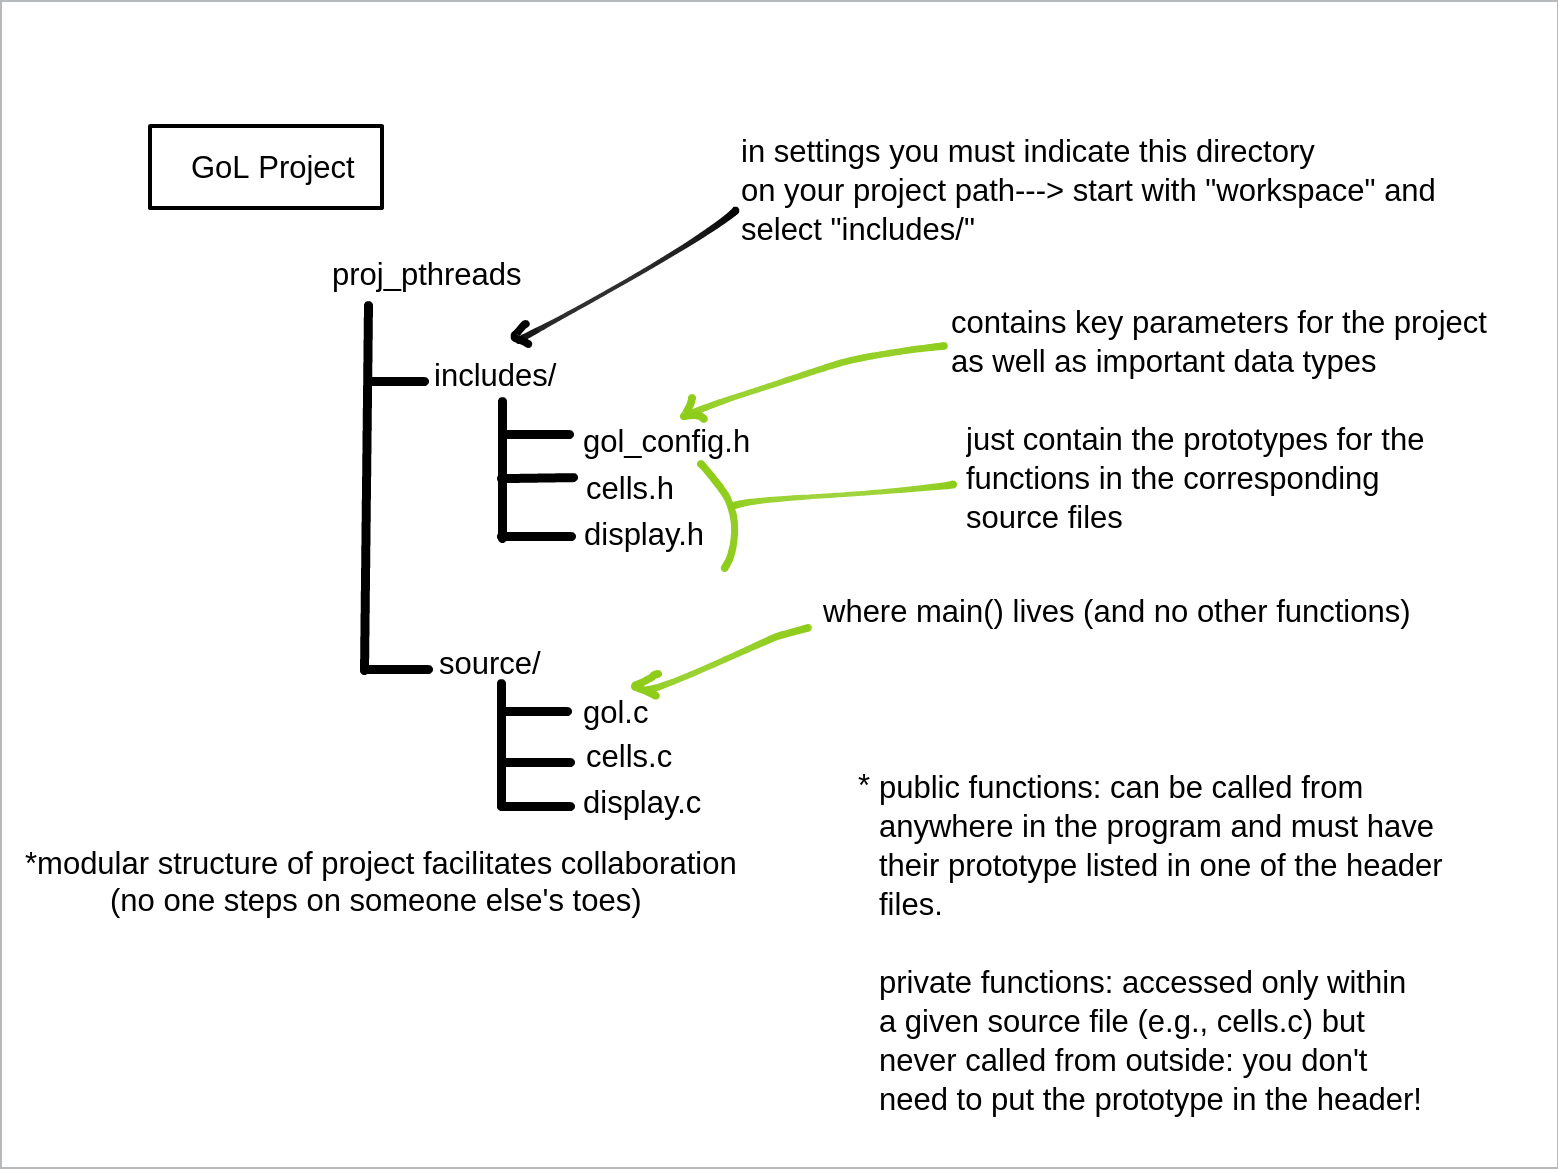 GoL Project
in settings you must indicate this directory
on your project path---> start with "workspace" and
select "includes/"
proj_pthreads
contains key parameters for the project
as well as important data types
includes/
gol_config.h
just contain the prototypes for the
functions in the corresponding
source files
cells.h
display.h
where main() lives (and no other functions)
source/
gol.c
cells.c
display.c
*modular structure of project facilitates collaboration
(no one steps on someone else's toes)
* public functions: can be called from
anywhere in the program and must have
their prototype listed in one of the header
files.
private functions: accessed only within
a given source file (e.g., cells.c) but
never called from outside: you don't
need to put the prototype in the header!